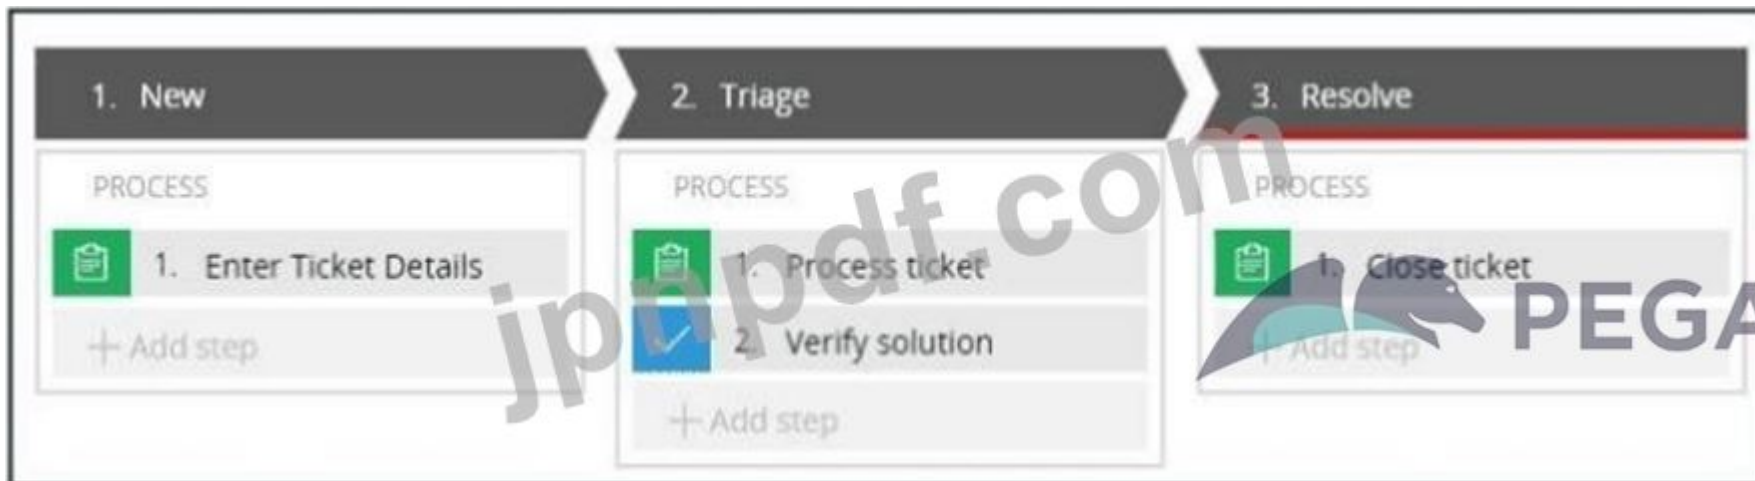 1. New
2. Triage
3. Resolve
PROCESS
1. Enter Ticket Details
+ Add step
PROCESS
1. Process ticket
2. Verify solution
+ Add step
PROCESS
1. Close ticket
+ Add step
jpnpdf.com
PEGA